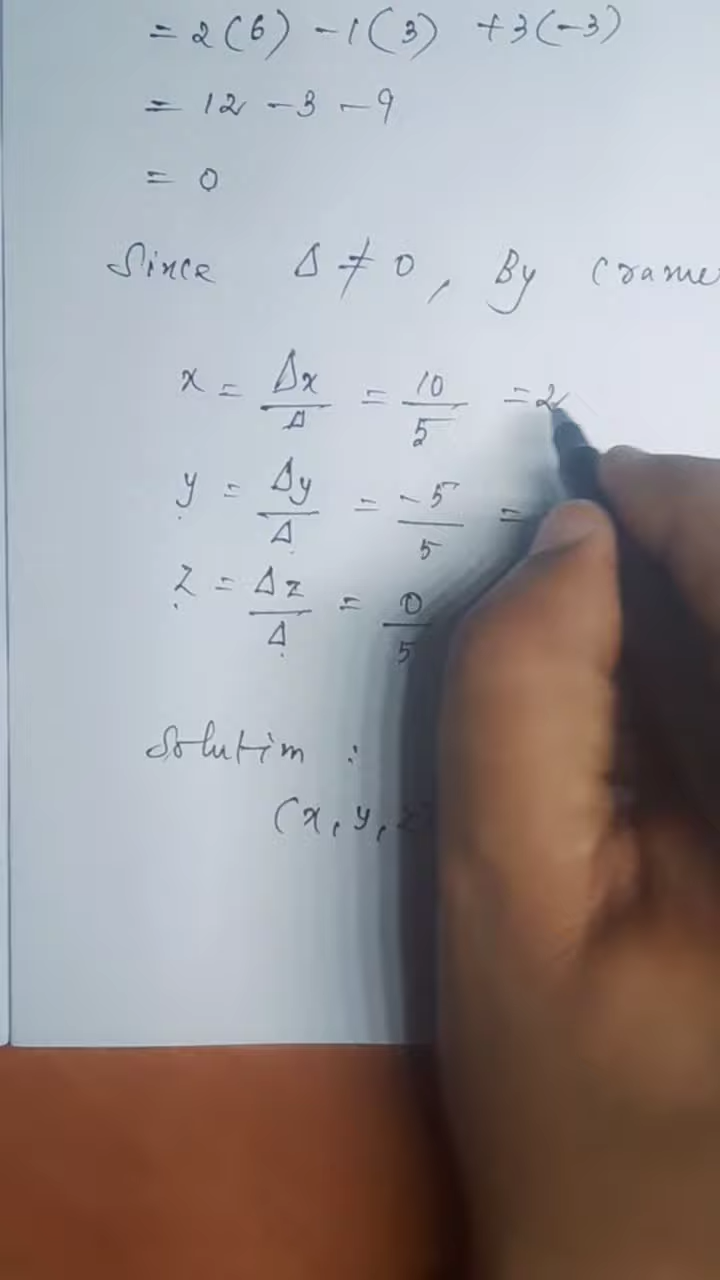 = 2(6) -1(3) +3(-3)
= 12 -3 -9
= 0
Since Δ ≠ 0, By
x = Δx/Δ = 10/5 = 2
y = Δy/Δ = -5/5 =
z = Δz/Δ = 0/5
Solution :
(x, y, z)